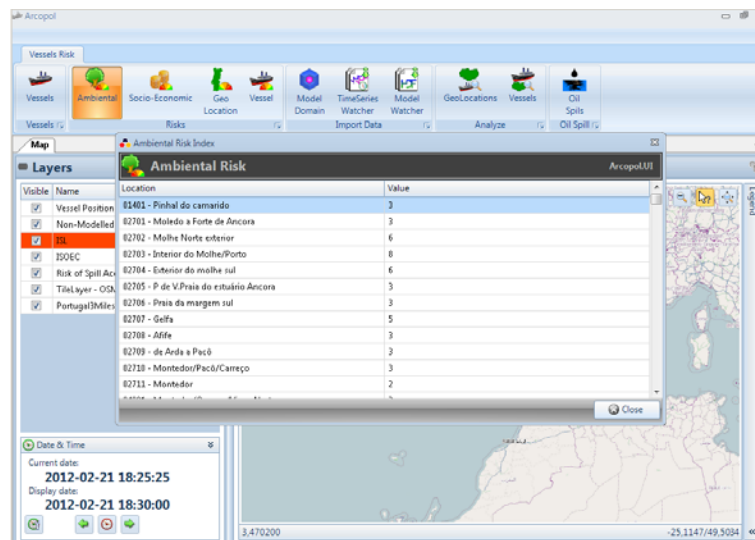 Arcopol
Vessels Risk
Vessels
Ambiental
Socio-Economic
Geo Location
Vessel
Model Domain
TimeSeries Watcher
Model Watcher
GeoLocations
Vessels
Oil Spills
Vessels
Risks
Import Data
Analyze
Oil Spill
Map
Ambiental Risk Index
Layers
Ambiental Risk
Arcopol.UI
Legend
Visible Name
Location Value
Vessel Position
01401 - Pinhal do camarido 3
Non-Modelled
02701 - Moledo a Forte de Ancora 3
ISL
02702 - Molhe Norte exterior 6
ISOEC
02703 - Interior do Molhe/Porto 8
Risk of Spill Acc
02704 - Exterior do molhe sul 6
TileLayer - OSM
02705 - P de V.Praia do estuário Ancora 3
Portugal3Miles
02706 - Praia da margem sul 3
02707 - Gelfa 5
02708 - Afife 3
02709 - de Arda a Pacô 3
02710 - Montedor/Pacô/Carreço 3
02711 - Montedor 2
Close
Date & Time
Current date:
2012-02-21 18:25:25
Display date:
2012-02-21 18:30:00
3,470200
-25,1147/49,5034